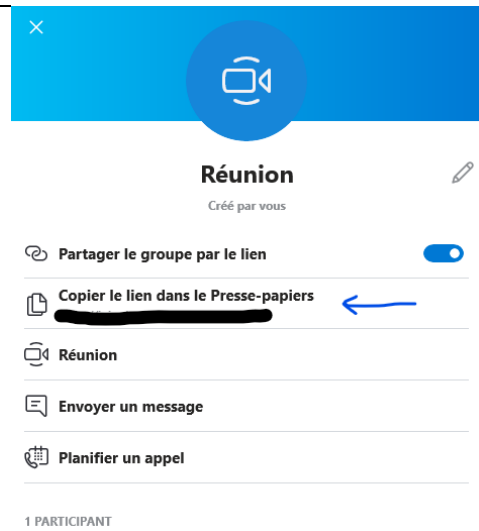 Réunion
Créé par vous
Partager le groupe par le lien
Copier le lien dans le Presse-papiers
Réunion
Envoyer un message
Planifier un appel
1 PARTICIPANT